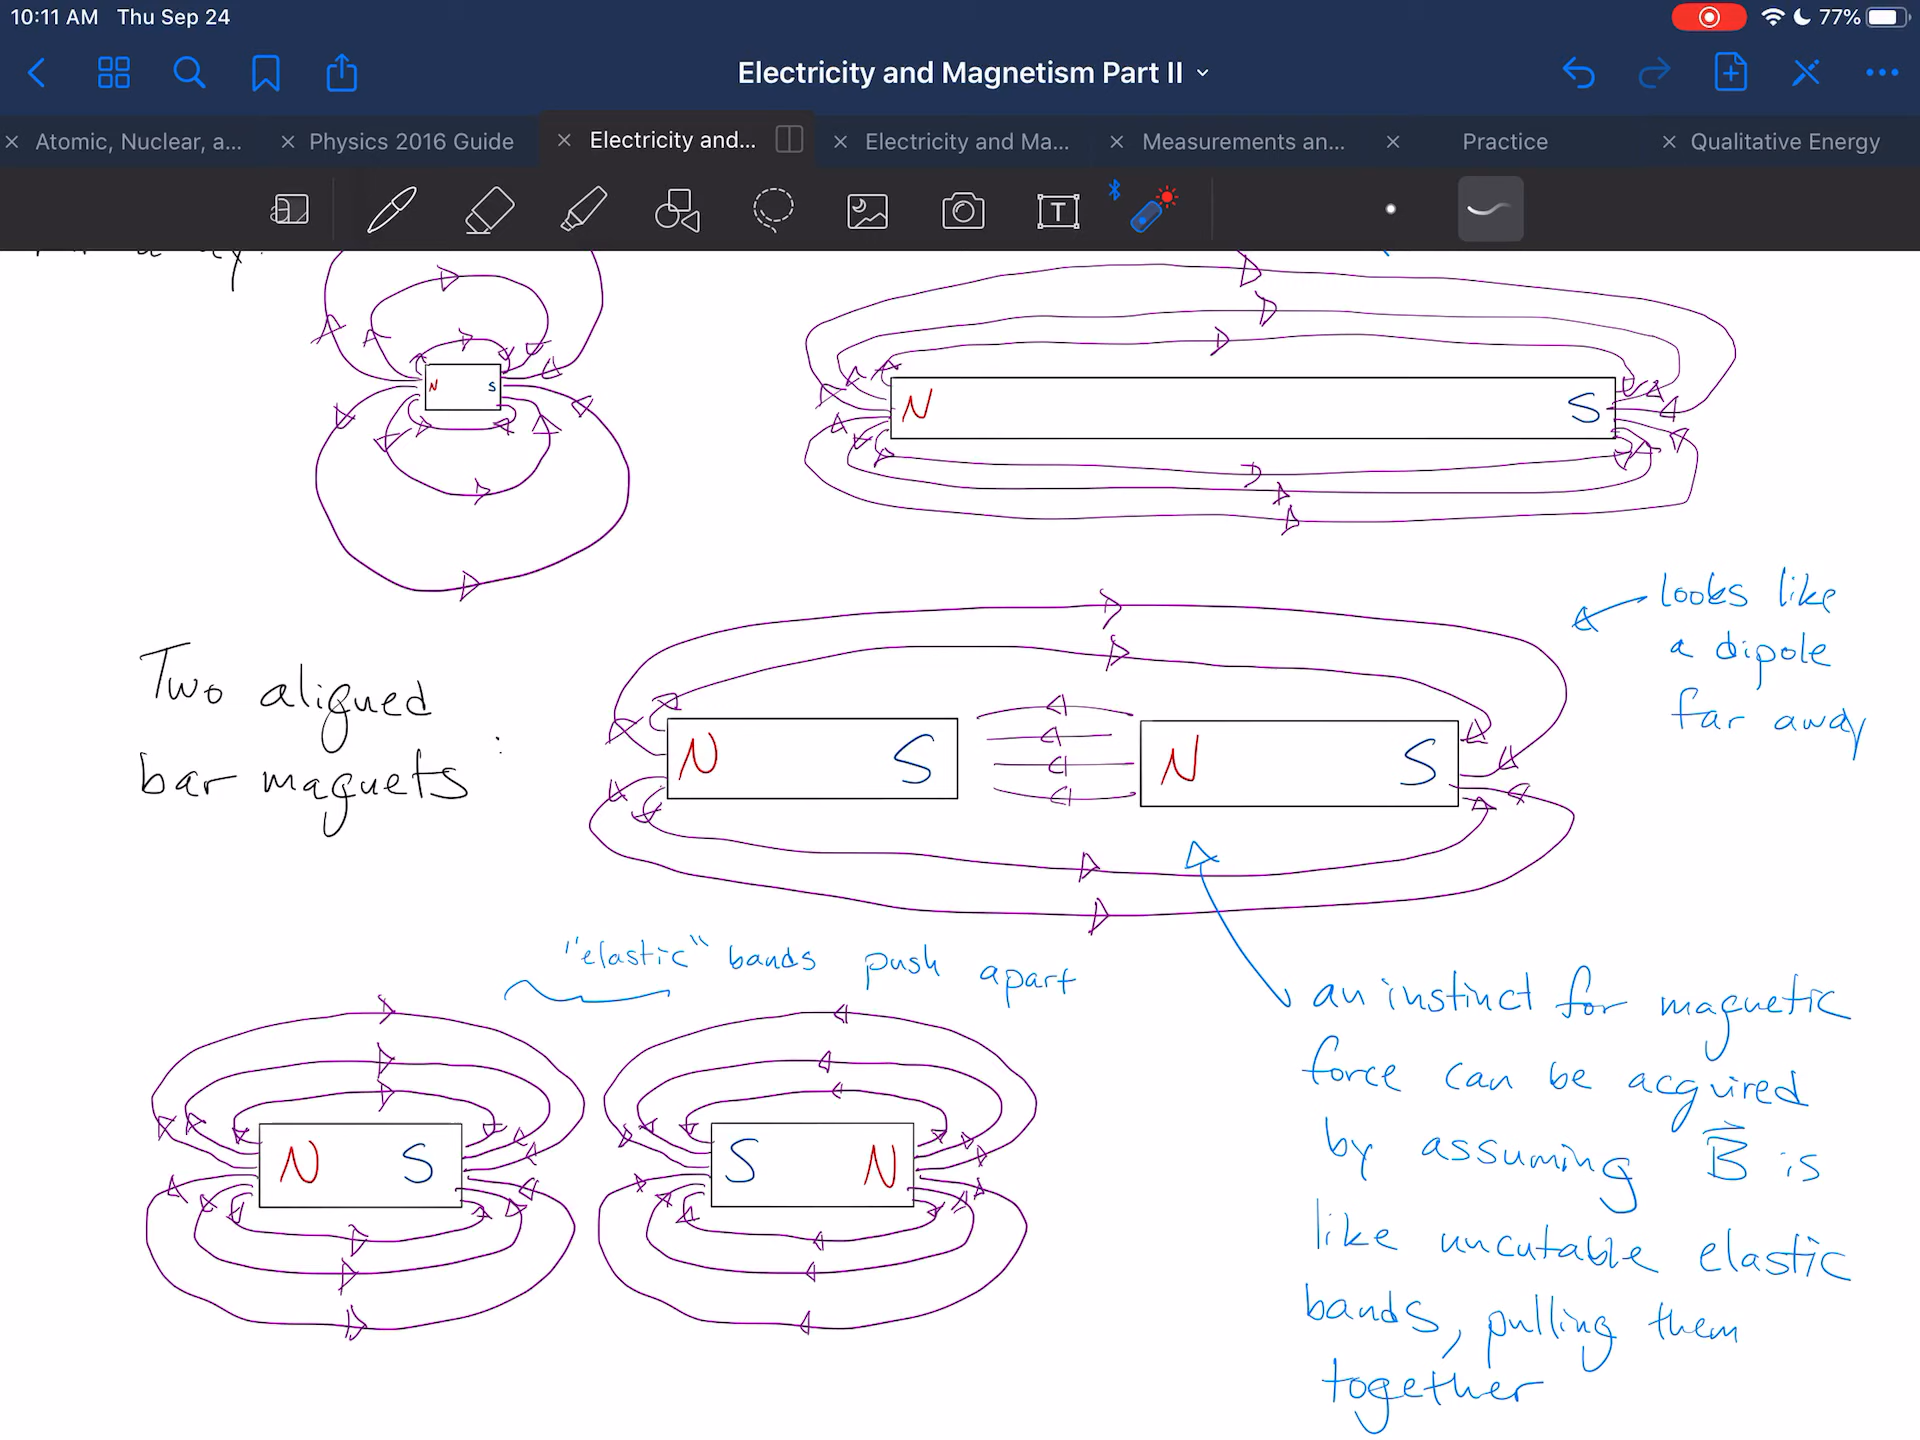 10:11 AM Thu Sep 24
77%
Electricity and Magnetism Part II
Atomic, Nuclear, a...
Physics 2016 Guide
Electricity and...
Electricity and Ma...
Measurements an...
Practice
Qualitative Energy
T
N S
N S
looks like
a dipole
far away
Two aligned
bar magnets :
N S N S
"elastic" bands push apart
an instinct for magnetic
force can be acquired
by assuming B⃗ is
like uncutable elastic
bands, pulling them
together
N S S N